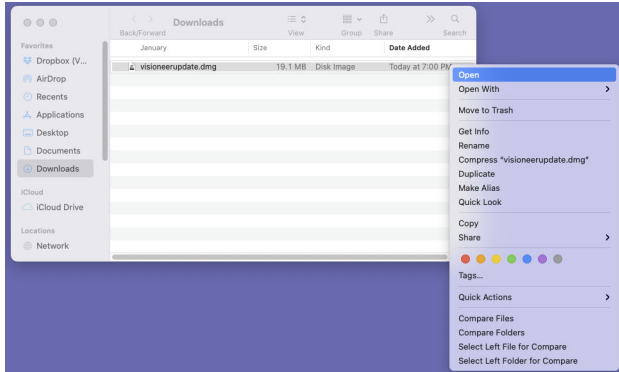 Downloads
Back/Forward View Group Share Search
Favorites
Dropbox (V...
AirDrop
Recents
Applications
Desktop
Documents
Downloads
iCloud
iCloud Drive
Locations
Network
January Size Kind Date Added
visioneerupdate.dmg 19.1 MB Disk Image Today at 7:00 PM
Open
Open With
Move to Trash
Get Info
Rename
Compress “visioneerupdate.dmg”
Duplicate
Make Alias
Quick Look
Copy
Share
Tags...
Quick Actions
Compare Files
Compare Folders
Select Left File for Compare
Select Left Folder for Compare